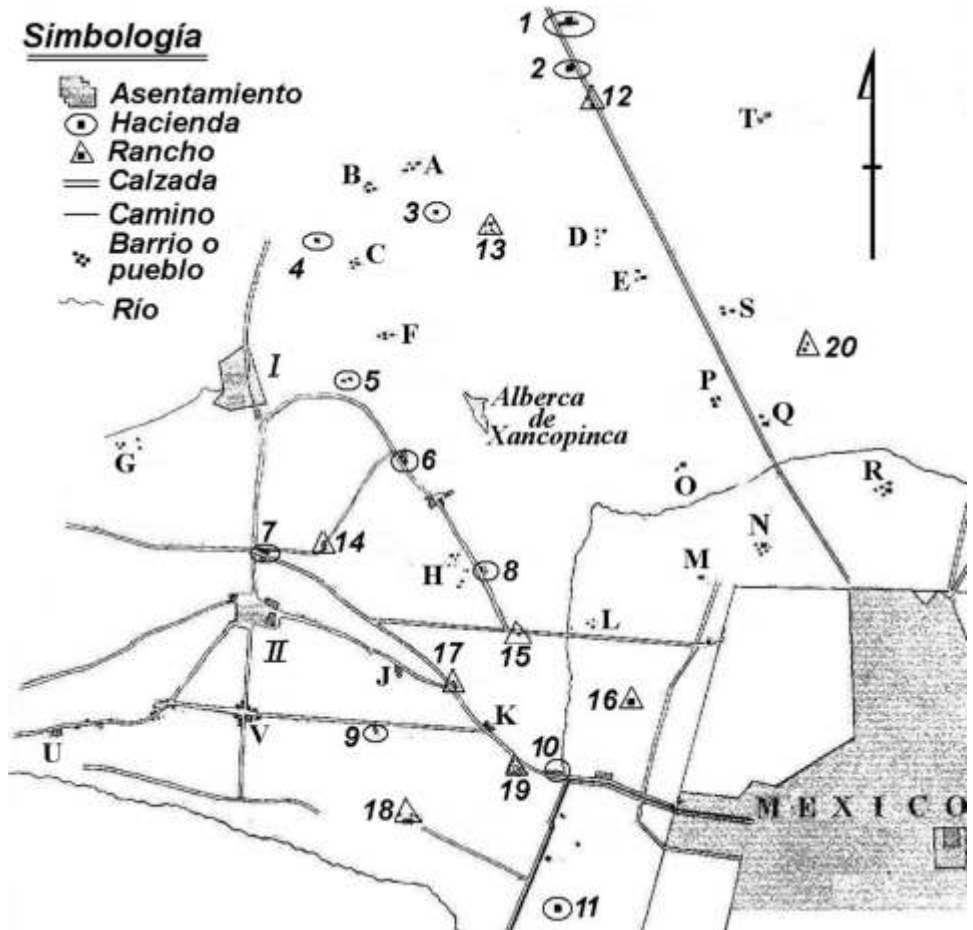 Simbología
Asentamiento
Hacienda
Rancho
Calzada
Camino
Barrio o
pueblo
Río
1
2
12
T
A
B
3
13
4
C
D
E
S
20
F
I
5
P
Q
Alberca
de
Xancopinca
G
6
O
R
7
14
N
H
8
M
L
II
15
17
J
16
K
U
V
9
10
19
18
MEXICO
11